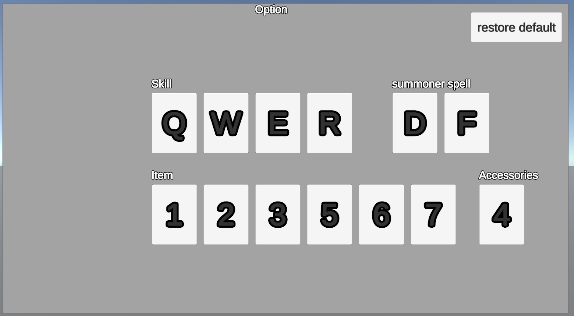 Option
restore default
Skill
summoner spell
Q W E R D F
Item
Accessories
1 2 3 5 6 7 4